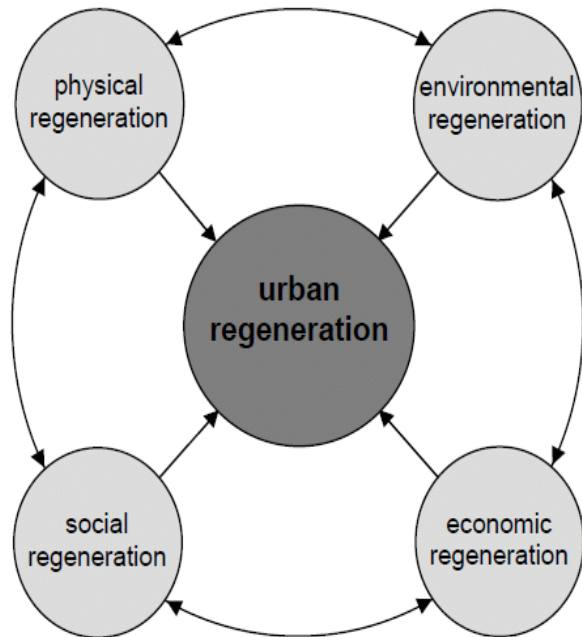 physical
regeneration
environmental
regeneration
urban
regeneration
social
regeneration
economic
regeneration